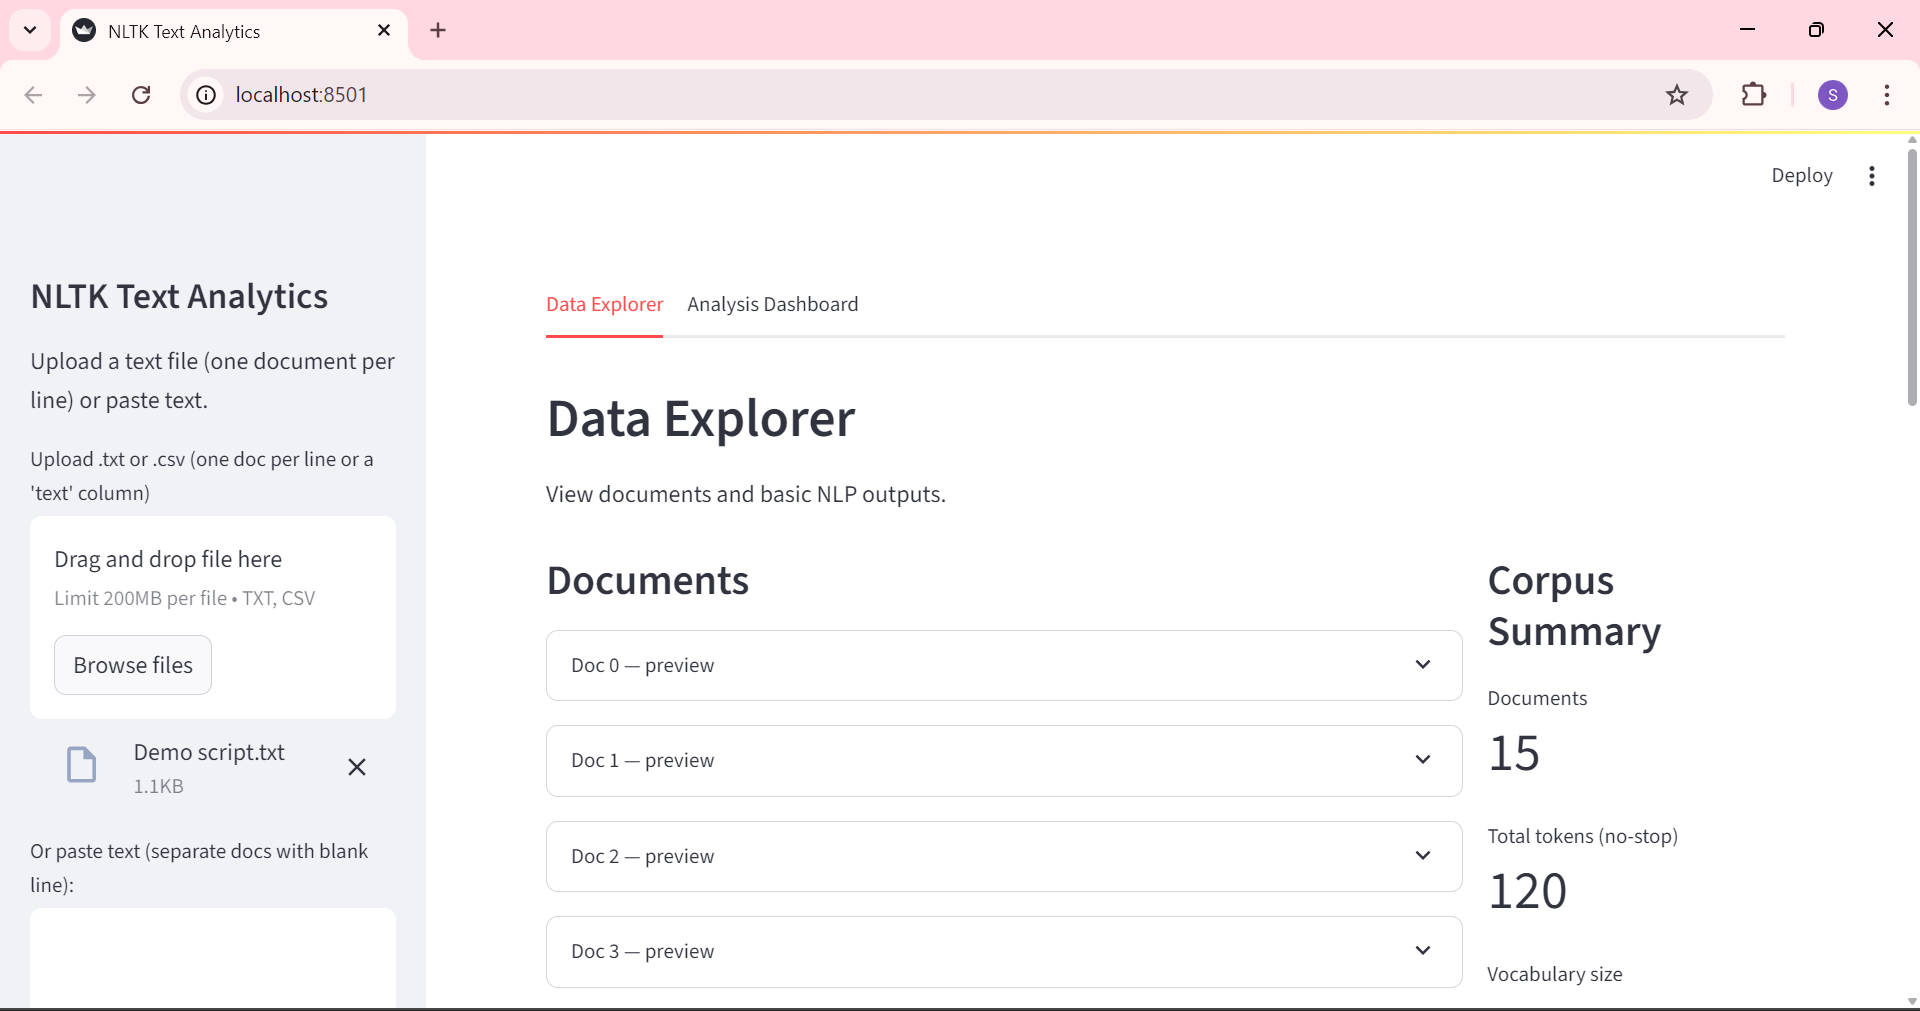 NLTK Text Analytics
localhost:8501
S
Deploy
NLTK Text Analytics
Upload a text file (one document per
line) or paste text.
Upload .txt or .csv (one doc per line or a
'text' column)
Drag and drop file here
Limit 200MB per file • TXT, CSV
Browse files
Demo script.txt
1.1KB
Or paste text (separate docs with blank
line):
Data Explorer
Analysis Dashboard
Data Explorer
View documents and basic NLP outputs.
Documents
Doc 0 — preview
Doc 1 — preview
Doc 2 — preview
Doc 3 — preview
Corpus
Summary
Documents
15
Total tokens (no-stop)
120
Vocabulary size